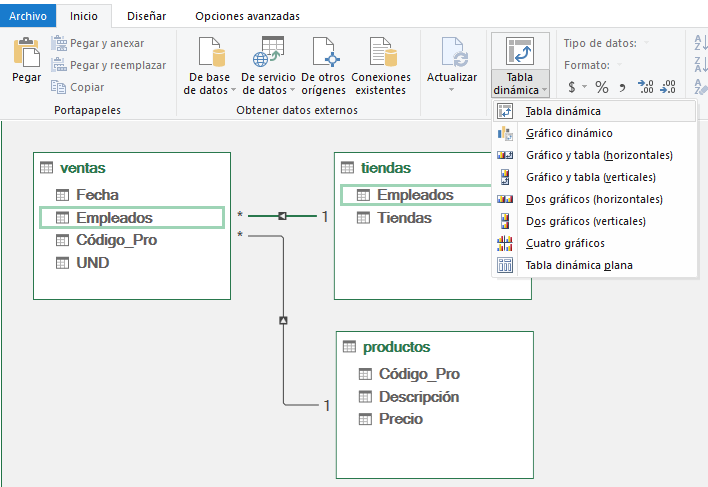 Archivo Inicio Diseñar Opciones avanzadas
Pegar
Pegar y anexar
Pegar y reemplazar
Copiar
Portapapeles
De base de datos
De servicio de datos
De otros orígenes
Conexiones existentes
Obtener datos externos
Actualizar
Tabla dinámica
Tipo de datos:
Formato:
$ % , .00 .00
Tabla dinámica
Gráfico dinámico
Gráfico y tabla (horizontales)
Gráfico y tabla (verticales)
Dos gráficos (horizontales)
Dos gráficos (verticales)
Cuatro gráficos
Tabla dinámica plana
ventas
Fecha
Empleados
Código_Pro
UND
* 1
* 1
tiendas
Empleados
Tiendas
productos
Código_Pro
Descripción
Precio